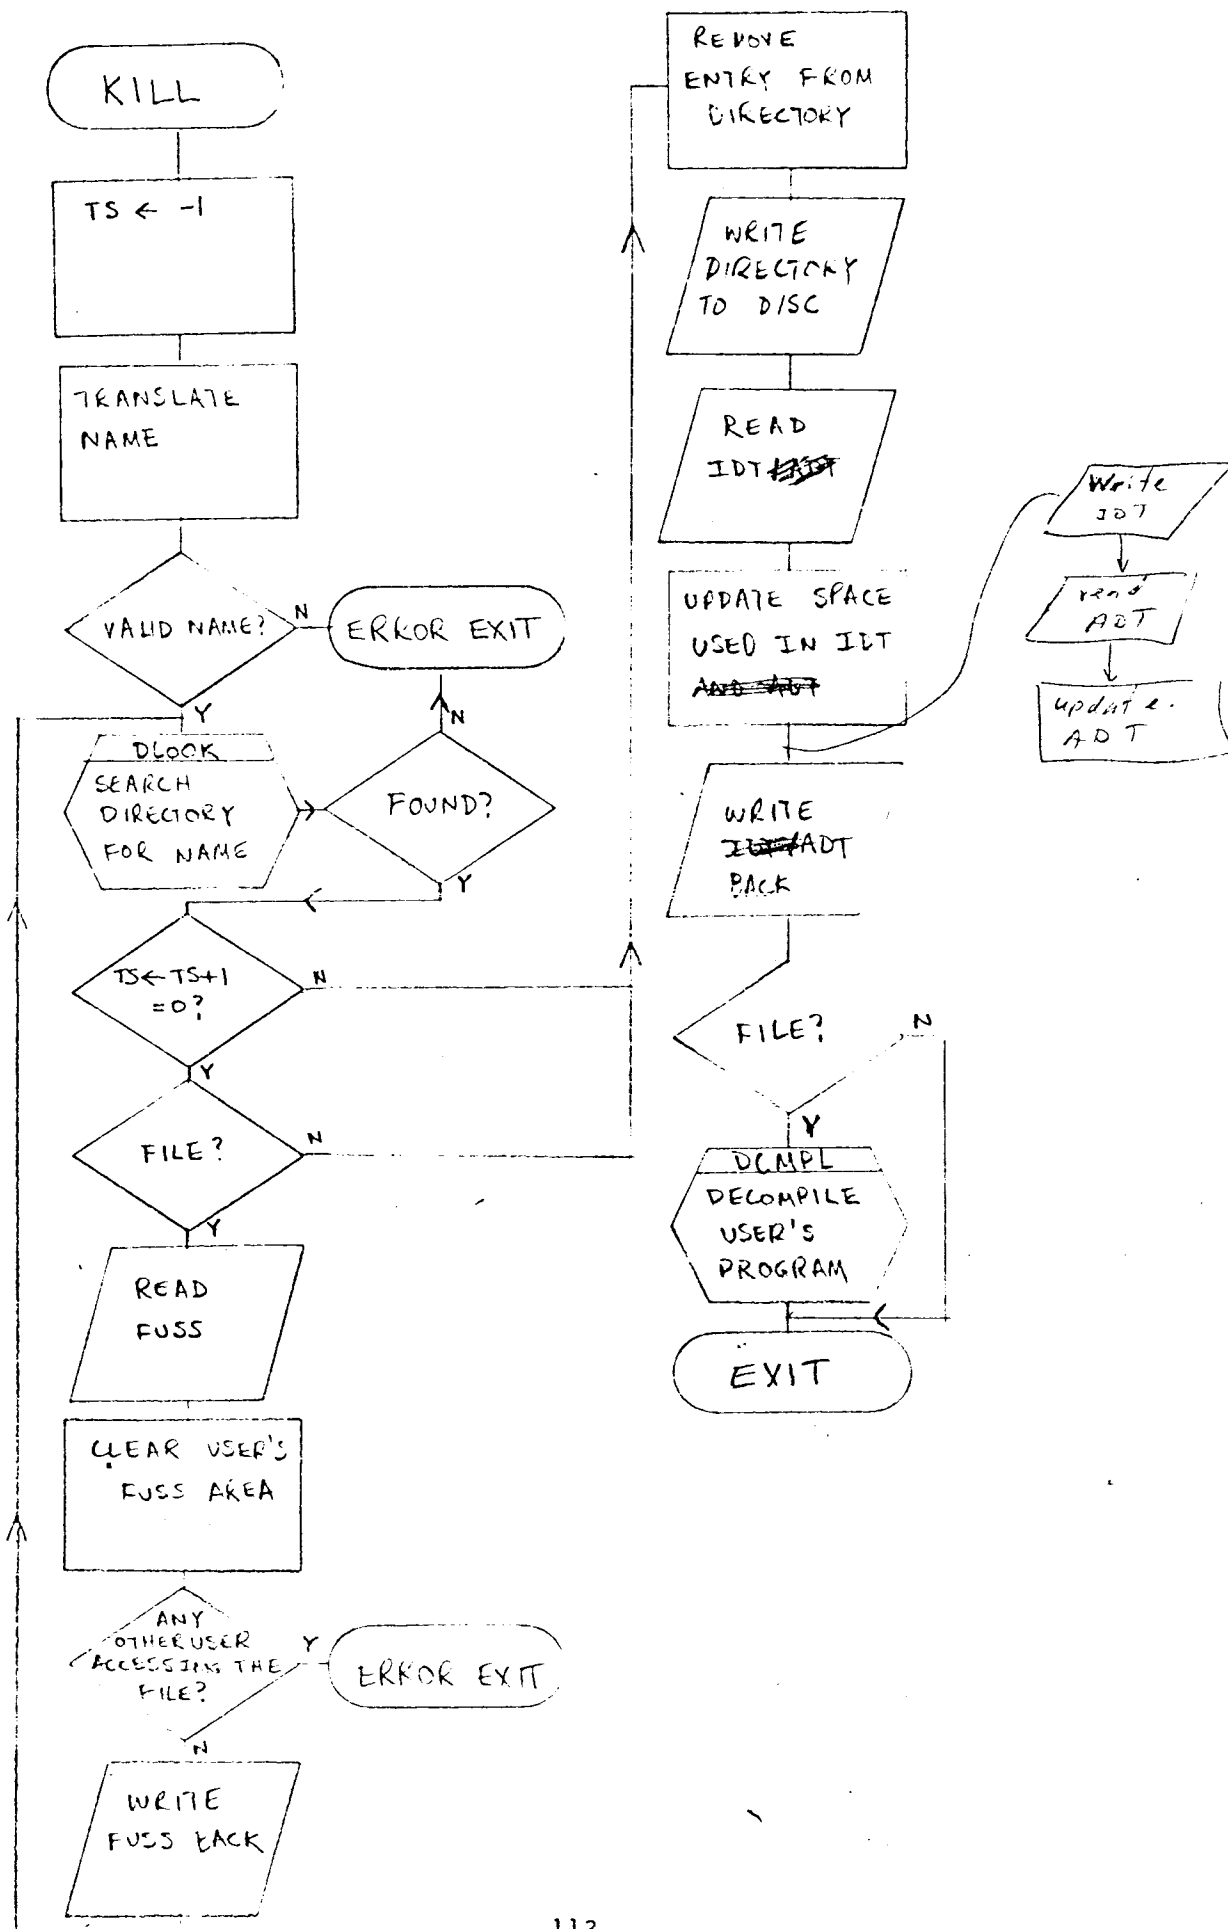 KILL
TS ← -1
TRANSLATE
NAME
VALID NAME?
N
ERROR EXIT
Y
N
DLOOK
SEARCH
DIRECTORY
FOR NAME
FOUND?
Y
TS←TS+1
=0?
N
Y
FILE?
N
Y
READ
FUSS
CLEAR USER'S
FUSS AREA
ANY
OTHER USER
ACCESSING THE
FILE?
Y
ERROR EXIT
N
WRITE
FUSS BACK
REMOVE
ENTRY FROM
DIRECTORY
WRITE
DIRECTORY
TO DISC
READ
IDT
UPDATE SPACE
USED IN IDT
AND ADT
Write
IDT
read
ADT
update.
ADT
WRITE
ADT
BACK
FILE?
N
Y
DCMPL
DECOMPILE
USER'S
PROGRAM
EXIT
112